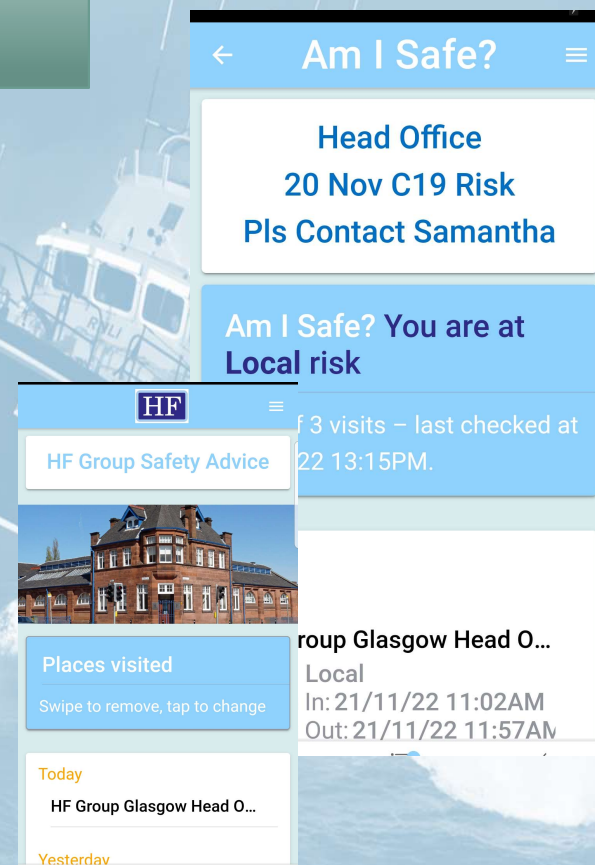 Am I Safe?
Head Office
20 Nov C19 Risk
Pls Contact Samantha
Am I Safe? You are at
Local risk
f 3 visits – last checked at
22 13:15PM.
roup Glasgow Head O...
Local
In: 21/11/22 11:02AM
Out: 21/11/22 11:57AM
HF
HF Group Safety Advice
Places visited
Swipe to remove, tap to change
Today
HF Group Glasgow Head O...
Yesterday
RNLI